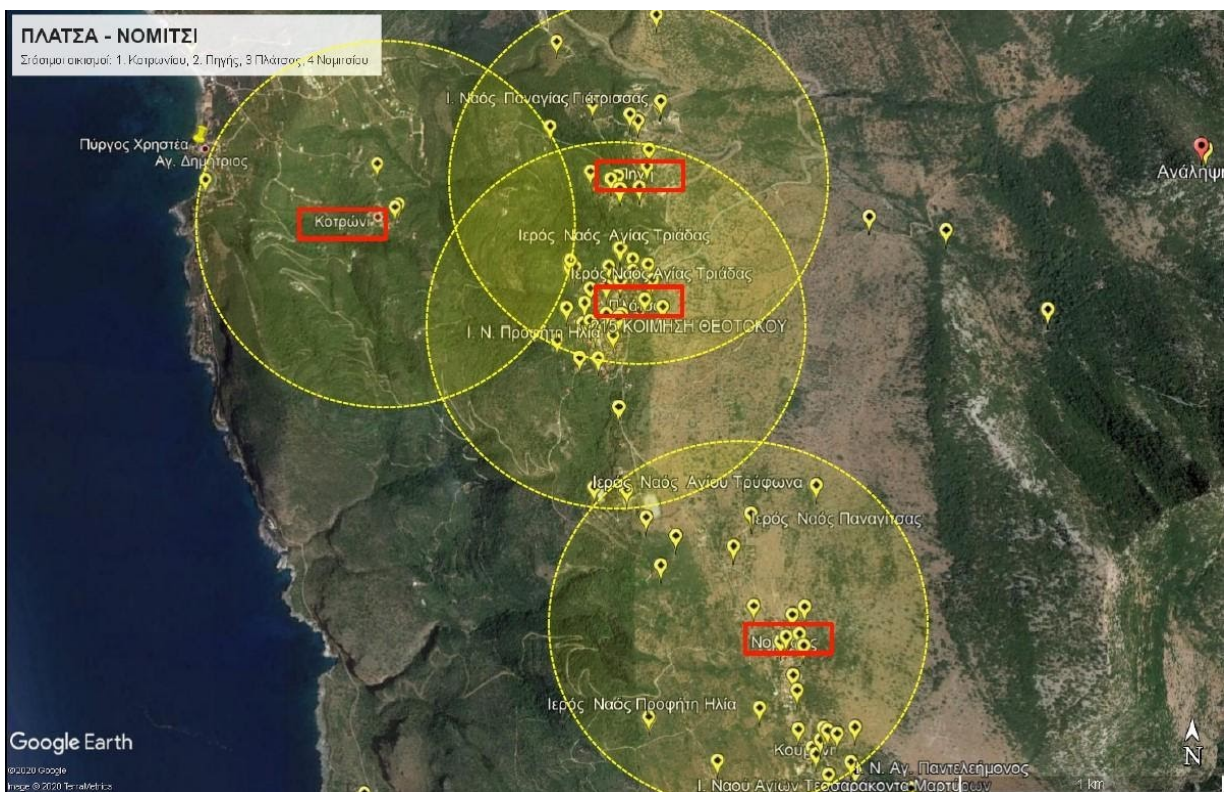 ΠΛΑΤΣΑ - ΝΟΜΙΤΣΙ
Στάσιμοι οικισμοί: 1. Κοτρωνίου, 2. Πηγής, 3 Πλάτσας, 4 Νομιτσίου
Ι. Ναός Παναγίας Γιάτρισσας
Πύργος Χρηστέα
Αγ. Δημήτριος
Ανάληψη
Πηγή
Κοτρώνι
Ιερός Ναός Αγίας Τριάδας
Ιερός Ναός Αγίας Τριάδας
Πλάτσα
215 ΚΟΙΜΗΣΗ ΘΕΟΤΟΚΟΥ
Ι. Ν. Προφήτη Ηλία
Ιερός Ναός Αγίου Τρύφωνα
Ιερός Ναός Παναγίτσας
Ιερός Ναός Προφήτη Ηλία
Google Earth
N
Ι. Ν. Αγ. Παντελεήμονος
©2020 Google
Image © 2020 TerraMetrics
Ι. Ναού Αγίων Τεσσαράκοντα Μαρτύρων
1 km